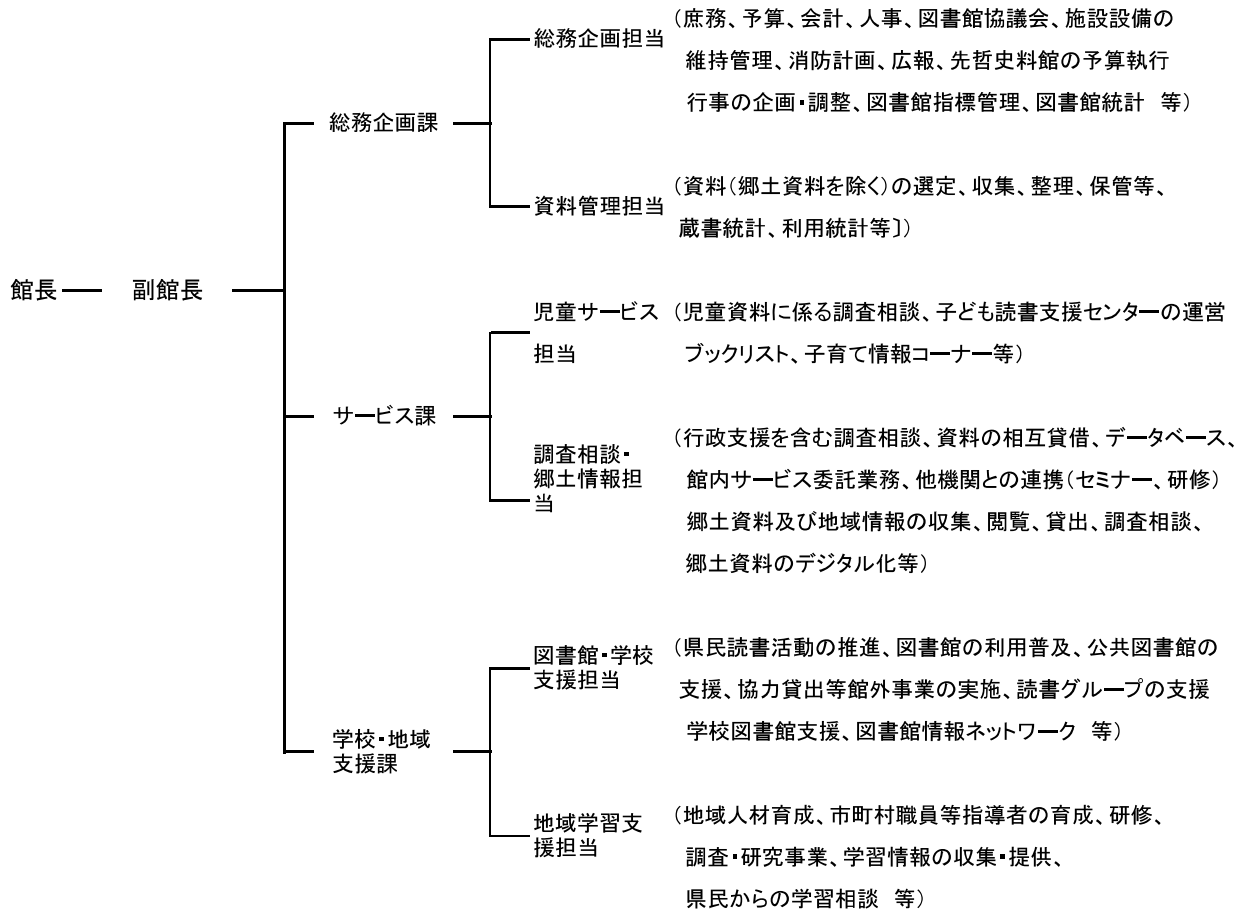 館長
副館長
総務企画課
総務企画担当
(庶務、予算、会計、人事、図書館協議会、施設設備の
維持管理、消防計画、広報、先哲史料館の予算執行
行事の企画・調整、図書館指標管理、図書館統計 等)
資料管理担当
(資料(郷土資料を除く)の選定、収集、整理、保管等、
蔵書統計、利用統計等〕)
サービス課
児童サービス
担当
(児童資料に係る調査相談、子ども読書支援センターの運営
ブックリスト、子育て情報コーナー等)
調査相談・
郷土情報担
当
(行政支援を含む調査相談、資料の相互貸借、データベース、
館内サービス委託業務、他機関との連携(セミナー、研修)
郷土資料及び地域情報の収集、閲覧、貸出、調査相談、
郷土資料のデジタル化等)
学校・地域
支援課
図書館・学校
支援担当
(県民読書活動の推進、図書館の利用普及、公共図書館の
支援、協力貸出等館外事業の実施、読書グループの支援
学校図書館支援、図書館情報ネットワーク 等)
地域学習支
援担当
(地域人材育成、市町村職員等指導者の育成、研修、
調査・研究事業、学習情報の収集・提供、
県民からの学習相談 等)